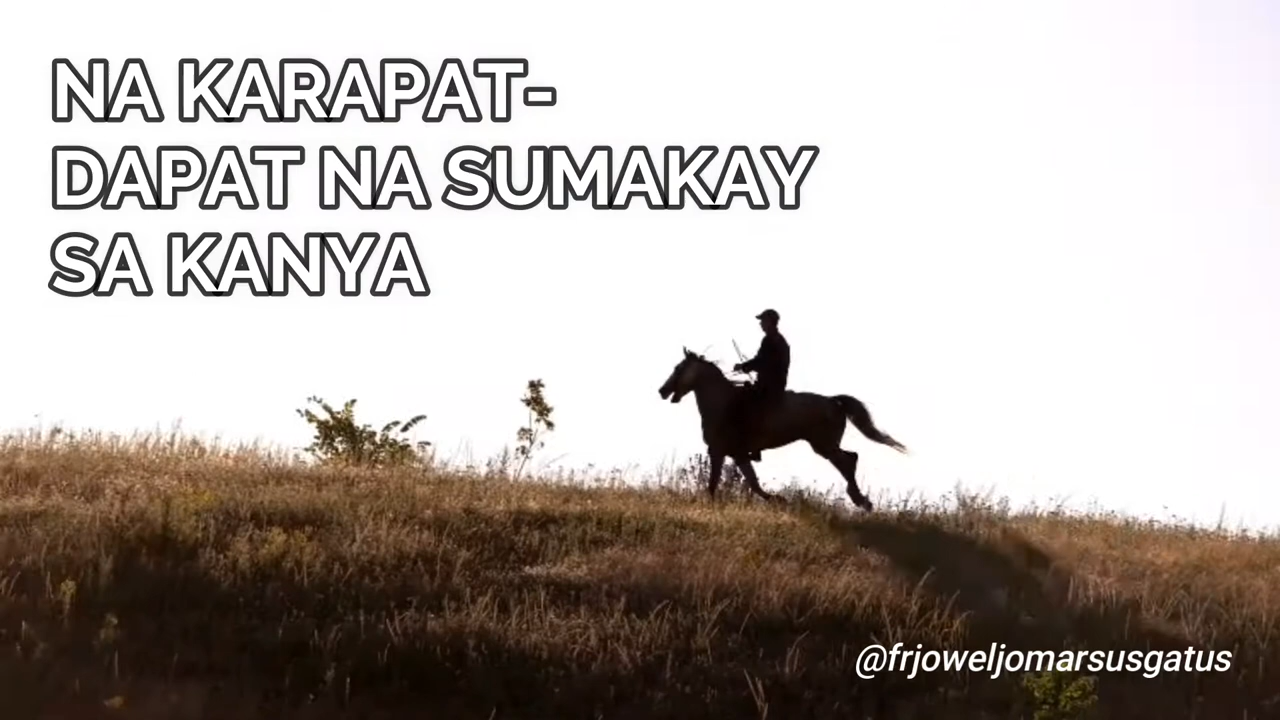 NA KARAPAT-
DAPAT NA SUMAKAY
SA KANYA
@frjoweljomarsusgatus